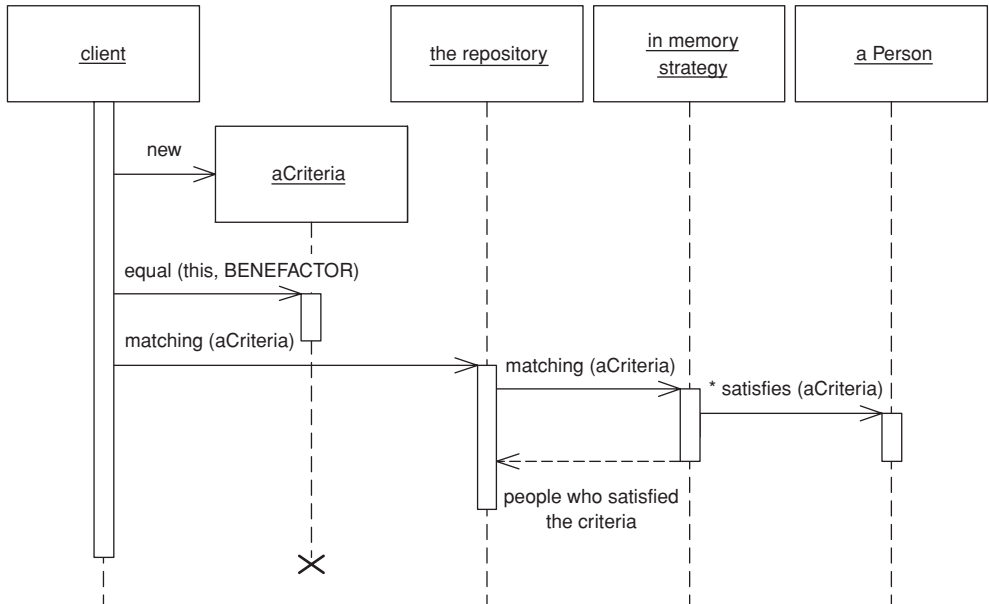 client
the repository
in memory
strategy
a Person
new
aCriteria
equal (this, BENEFACTOR)
matching (aCriteria)
matching (aCriteria)
* satisfies (aCriteria)
people who satisfied
the criteria